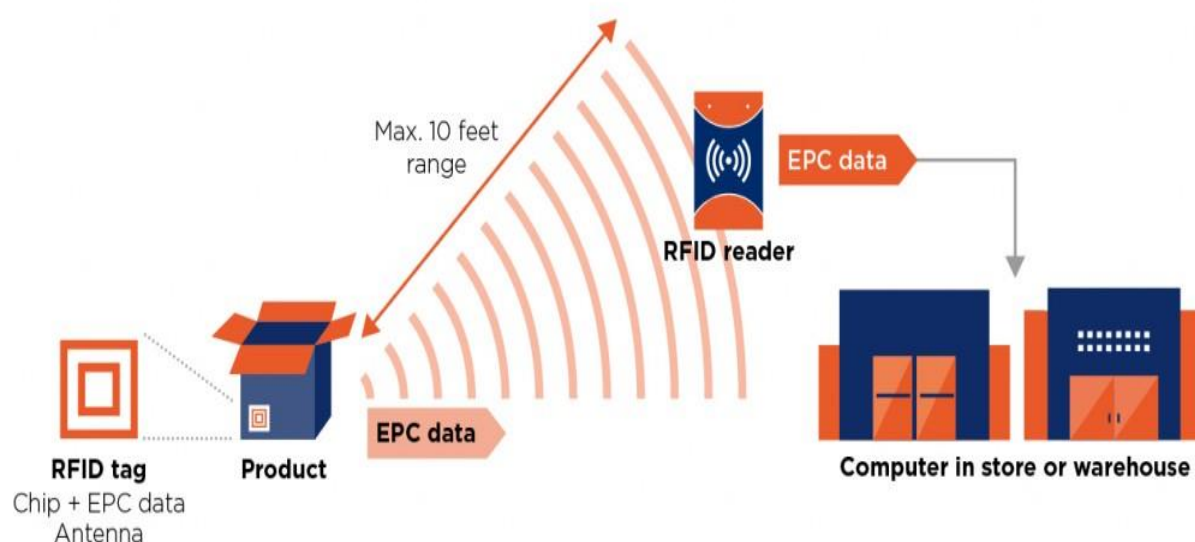 Max. 10 feet
range
EPC data
RFID reader
EPC data
RFID tag
Chip + EPC data
Antenna
Product
Computer in store or warehouse